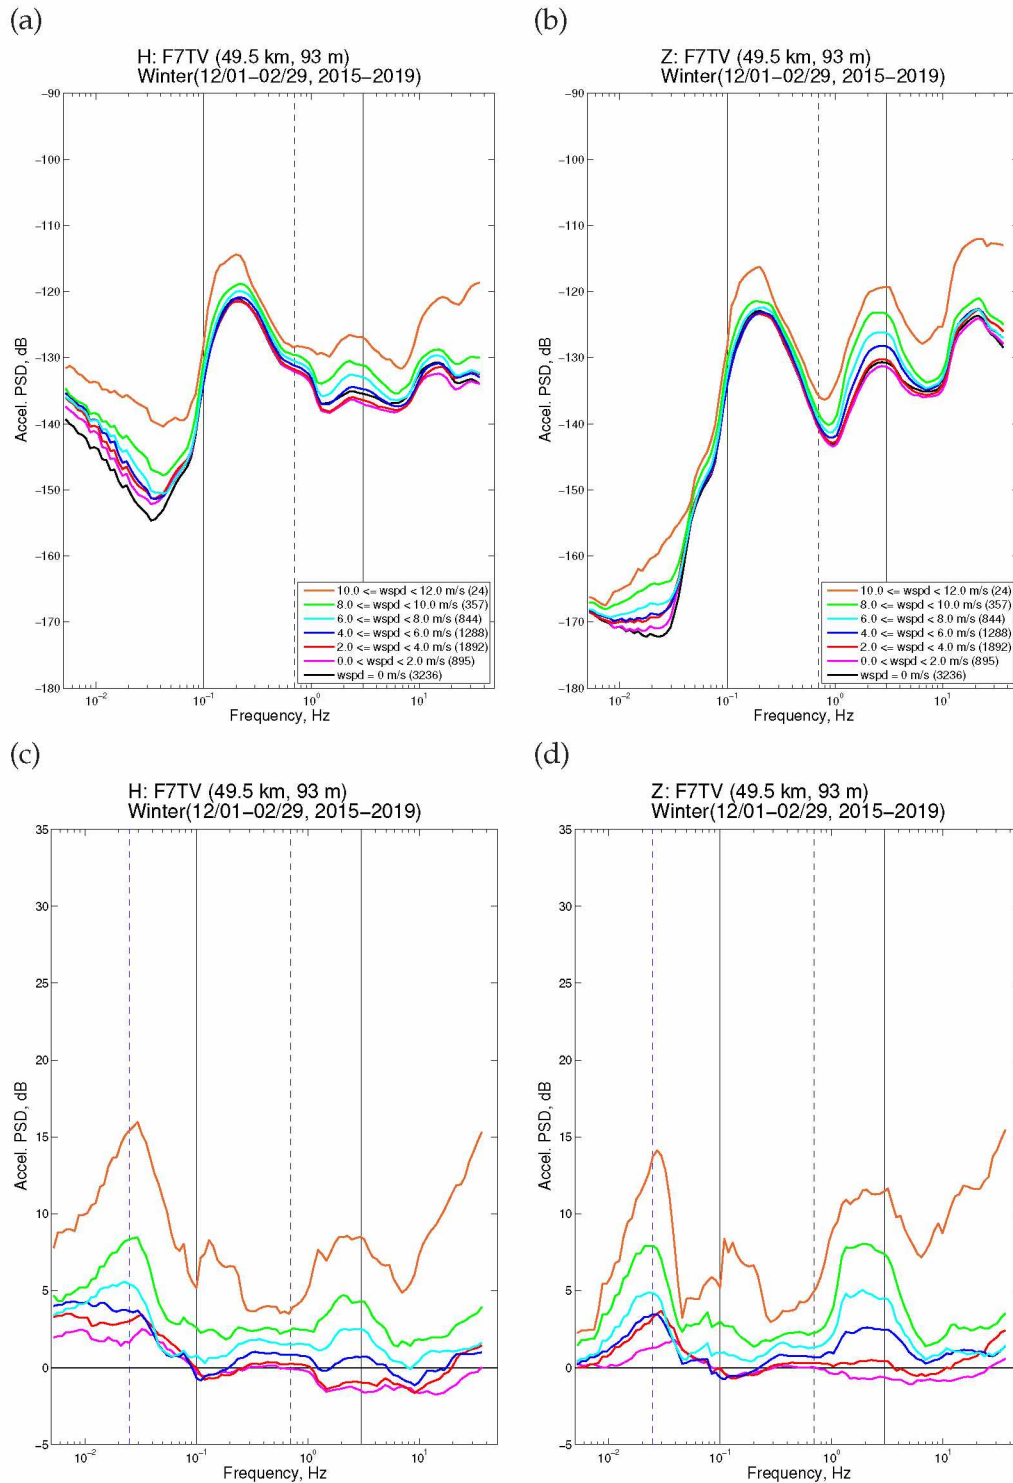 (a)
H: F7TV (49.5 km, 93 m)
Winter(12/01−02/29, 2015−2019)
−90
−100
−110
−120
−130
−140
−150
−160
−170
−180
Accel. PSD, dB
10.0 <= wspd < 12.0 m/s (24)
8.0 <= wspd < 10.0 m/s (357)
6.0 <= wspd < 8.0 m/s (844)
4.0 <= wspd < 6.0 m/s (1288)
2.0 <= wspd < 4.0 m/s (1892)
0.0 < wspd < 2.0 m/s (895)
wspd = 0 m/s (3236)
10−2 10−1 100 101
Frequency, Hz
(b)
Z: F7TV (49.5 km, 93 m)
Winter(12/01−02/29, 2015−2019)
−90
−100
−110
−120
−130
−140
−150
−160
−170
−180
Accel. PSD, dB
10.0 <= wspd < 12.0 m/s (24)
8.0 <= wspd < 10.0 m/s (357)
6.0 <= wspd < 8.0 m/s (844)
4.0 <= wspd < 6.0 m/s (1288)
2.0 <= wspd < 4.0 m/s (1892)
0.0 < wspd < 2.0 m/s (895)
wspd = 0 m/s (3236)
10−2 10−1 100 101
Frequency, Hz
(c)
H: F7TV (49.5 km, 93 m)
Winter(12/01−02/29, 2015−2019)
35
30
25
20
15
10
5
0
−5
Accel. PSD, dB
10−2 10−1 100 101
Frequency, Hz
(d)
Z: F7TV (49.5 km, 93 m)
Winter(12/01−02/29, 2015−2019)
35
30
25
20
15
10
5
0
−5
Accel. PSD, dB
10−2 10−1 100 101
Frequency, Hz